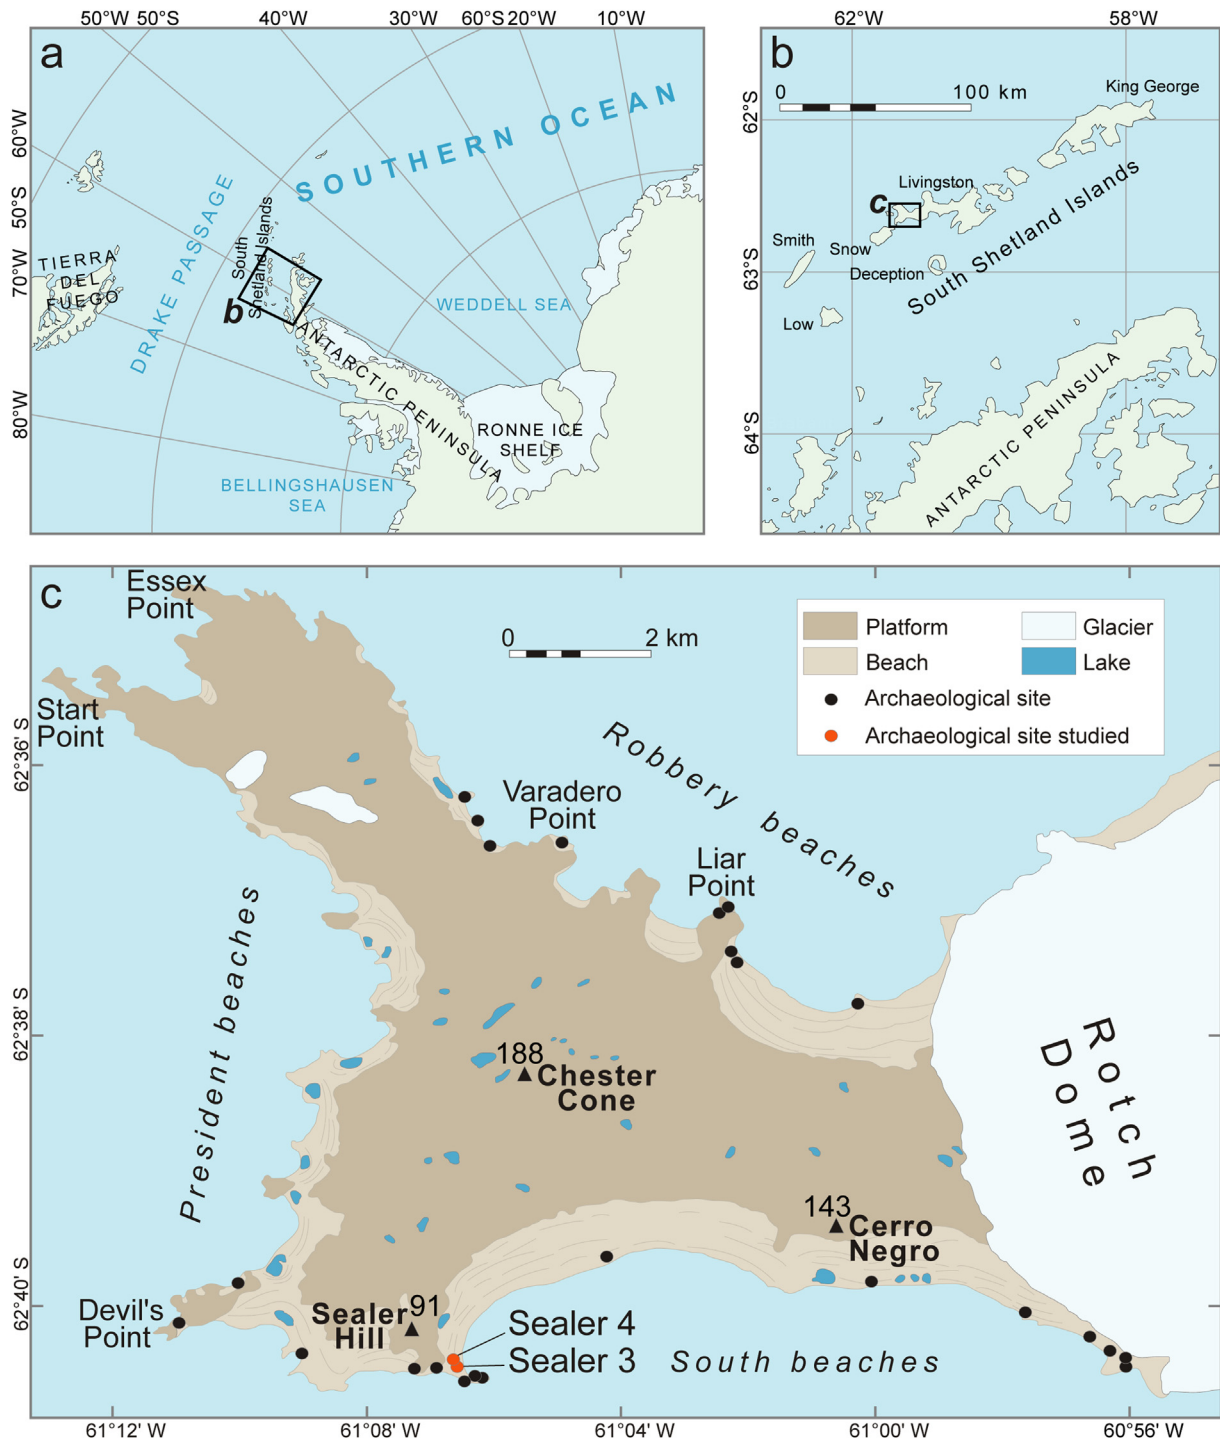 50°W 50°S 40°W 30°W 60°S 20°W 10°W
a
60°W
50°S
70°W
80°W
SOUTHERN OCEAN
DRAKE PASSAGE
TIERRA
DEL
FUEGO
South
Shetland Islands
b
WEDDELL SEA
ANTARCTIC PENINSULA
RONNE ICE
SHELF
BELLINGSHAUSEN
SEA
62°W 58°W
b
62°S
63°S
64°S
0 100 km
King George
Livingston
c
Snow
Smith
Deception
Low
South Shetland Islands
ANTARCTIC PENINSULA
c
Essex
Point
Start
Point
0 2 km
Platform
Beach
Glacier
Lake
Archaeological site
Archaeological site studied
62°36' S
62°38' S
62°40' S
Robbery beaches
Varadero
Point
Liar
Point
President beaches
188
Chester
Cone
Rotch
Dome
143
Cerro
Negro
Devil's
Point
Sealer
Hill
91
Sealer 4
Sealer 3
South beaches
61°12' W 61°08' W 61°04' W 61°00' W 60°56' W